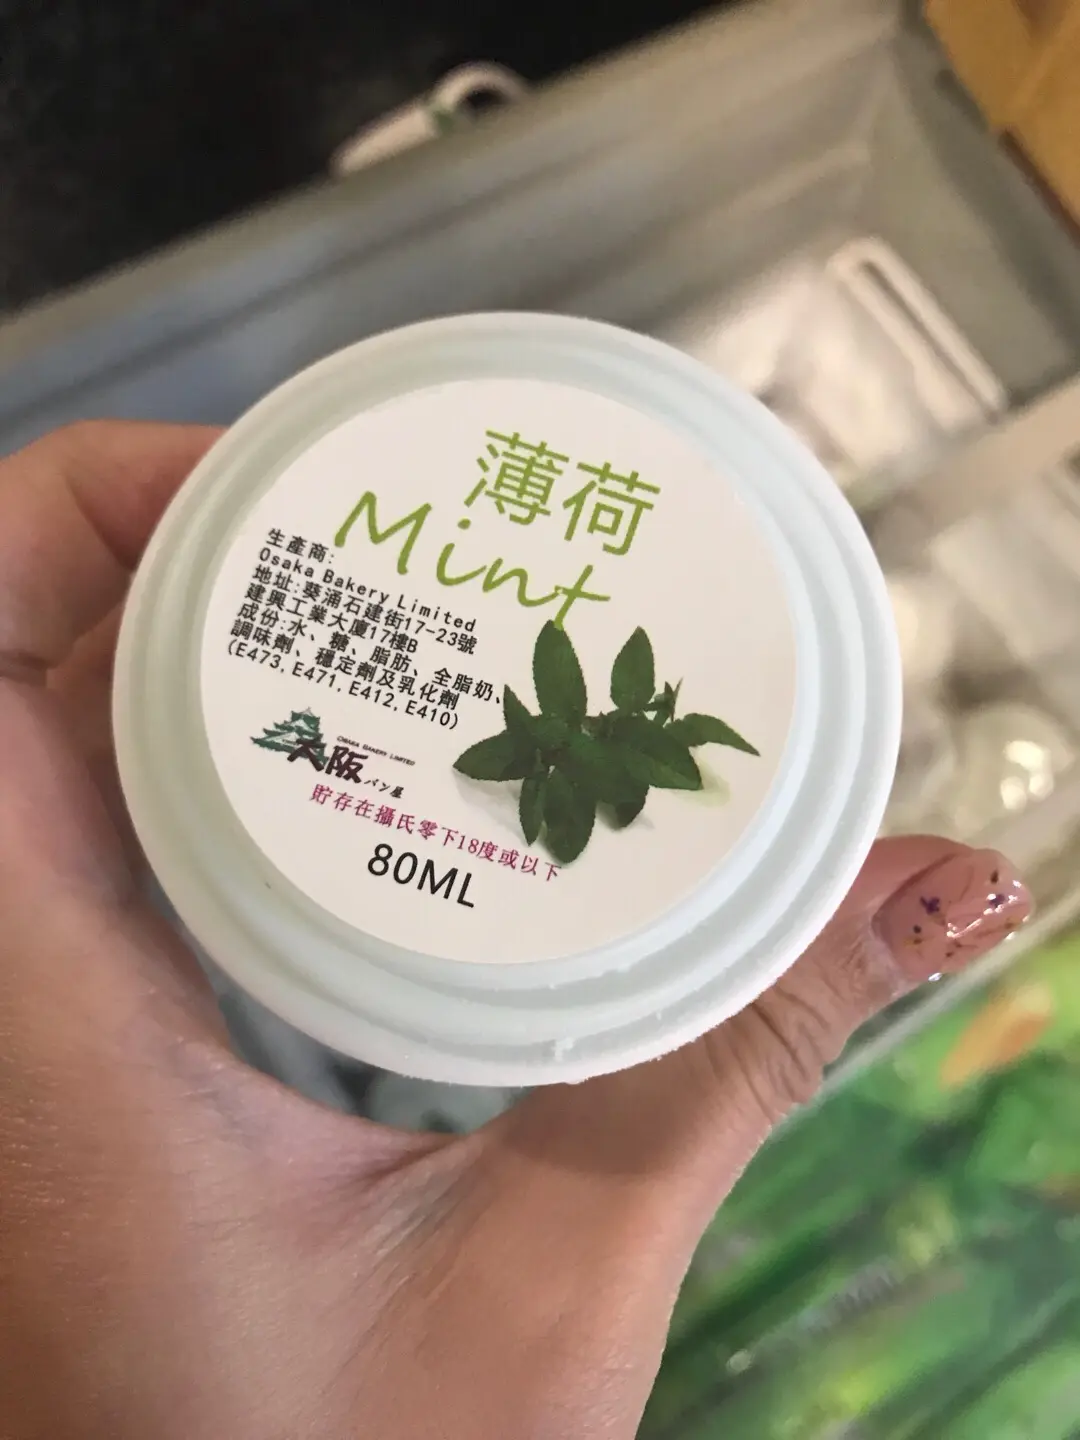 薄荷
Mint
生產商:
Osaka Bakery Limited
地址:葵涌石建街17-23號
建興工業大廈17樓B
成份:水、糖、脂肪、全脂奶、
調味劑、穩定劑及乳化劑
(E473,E471,E412,E410)
OSAKA BAKERY LIMITED
大阪パン屋
貯存在攝氏零下18度或以下
80ML